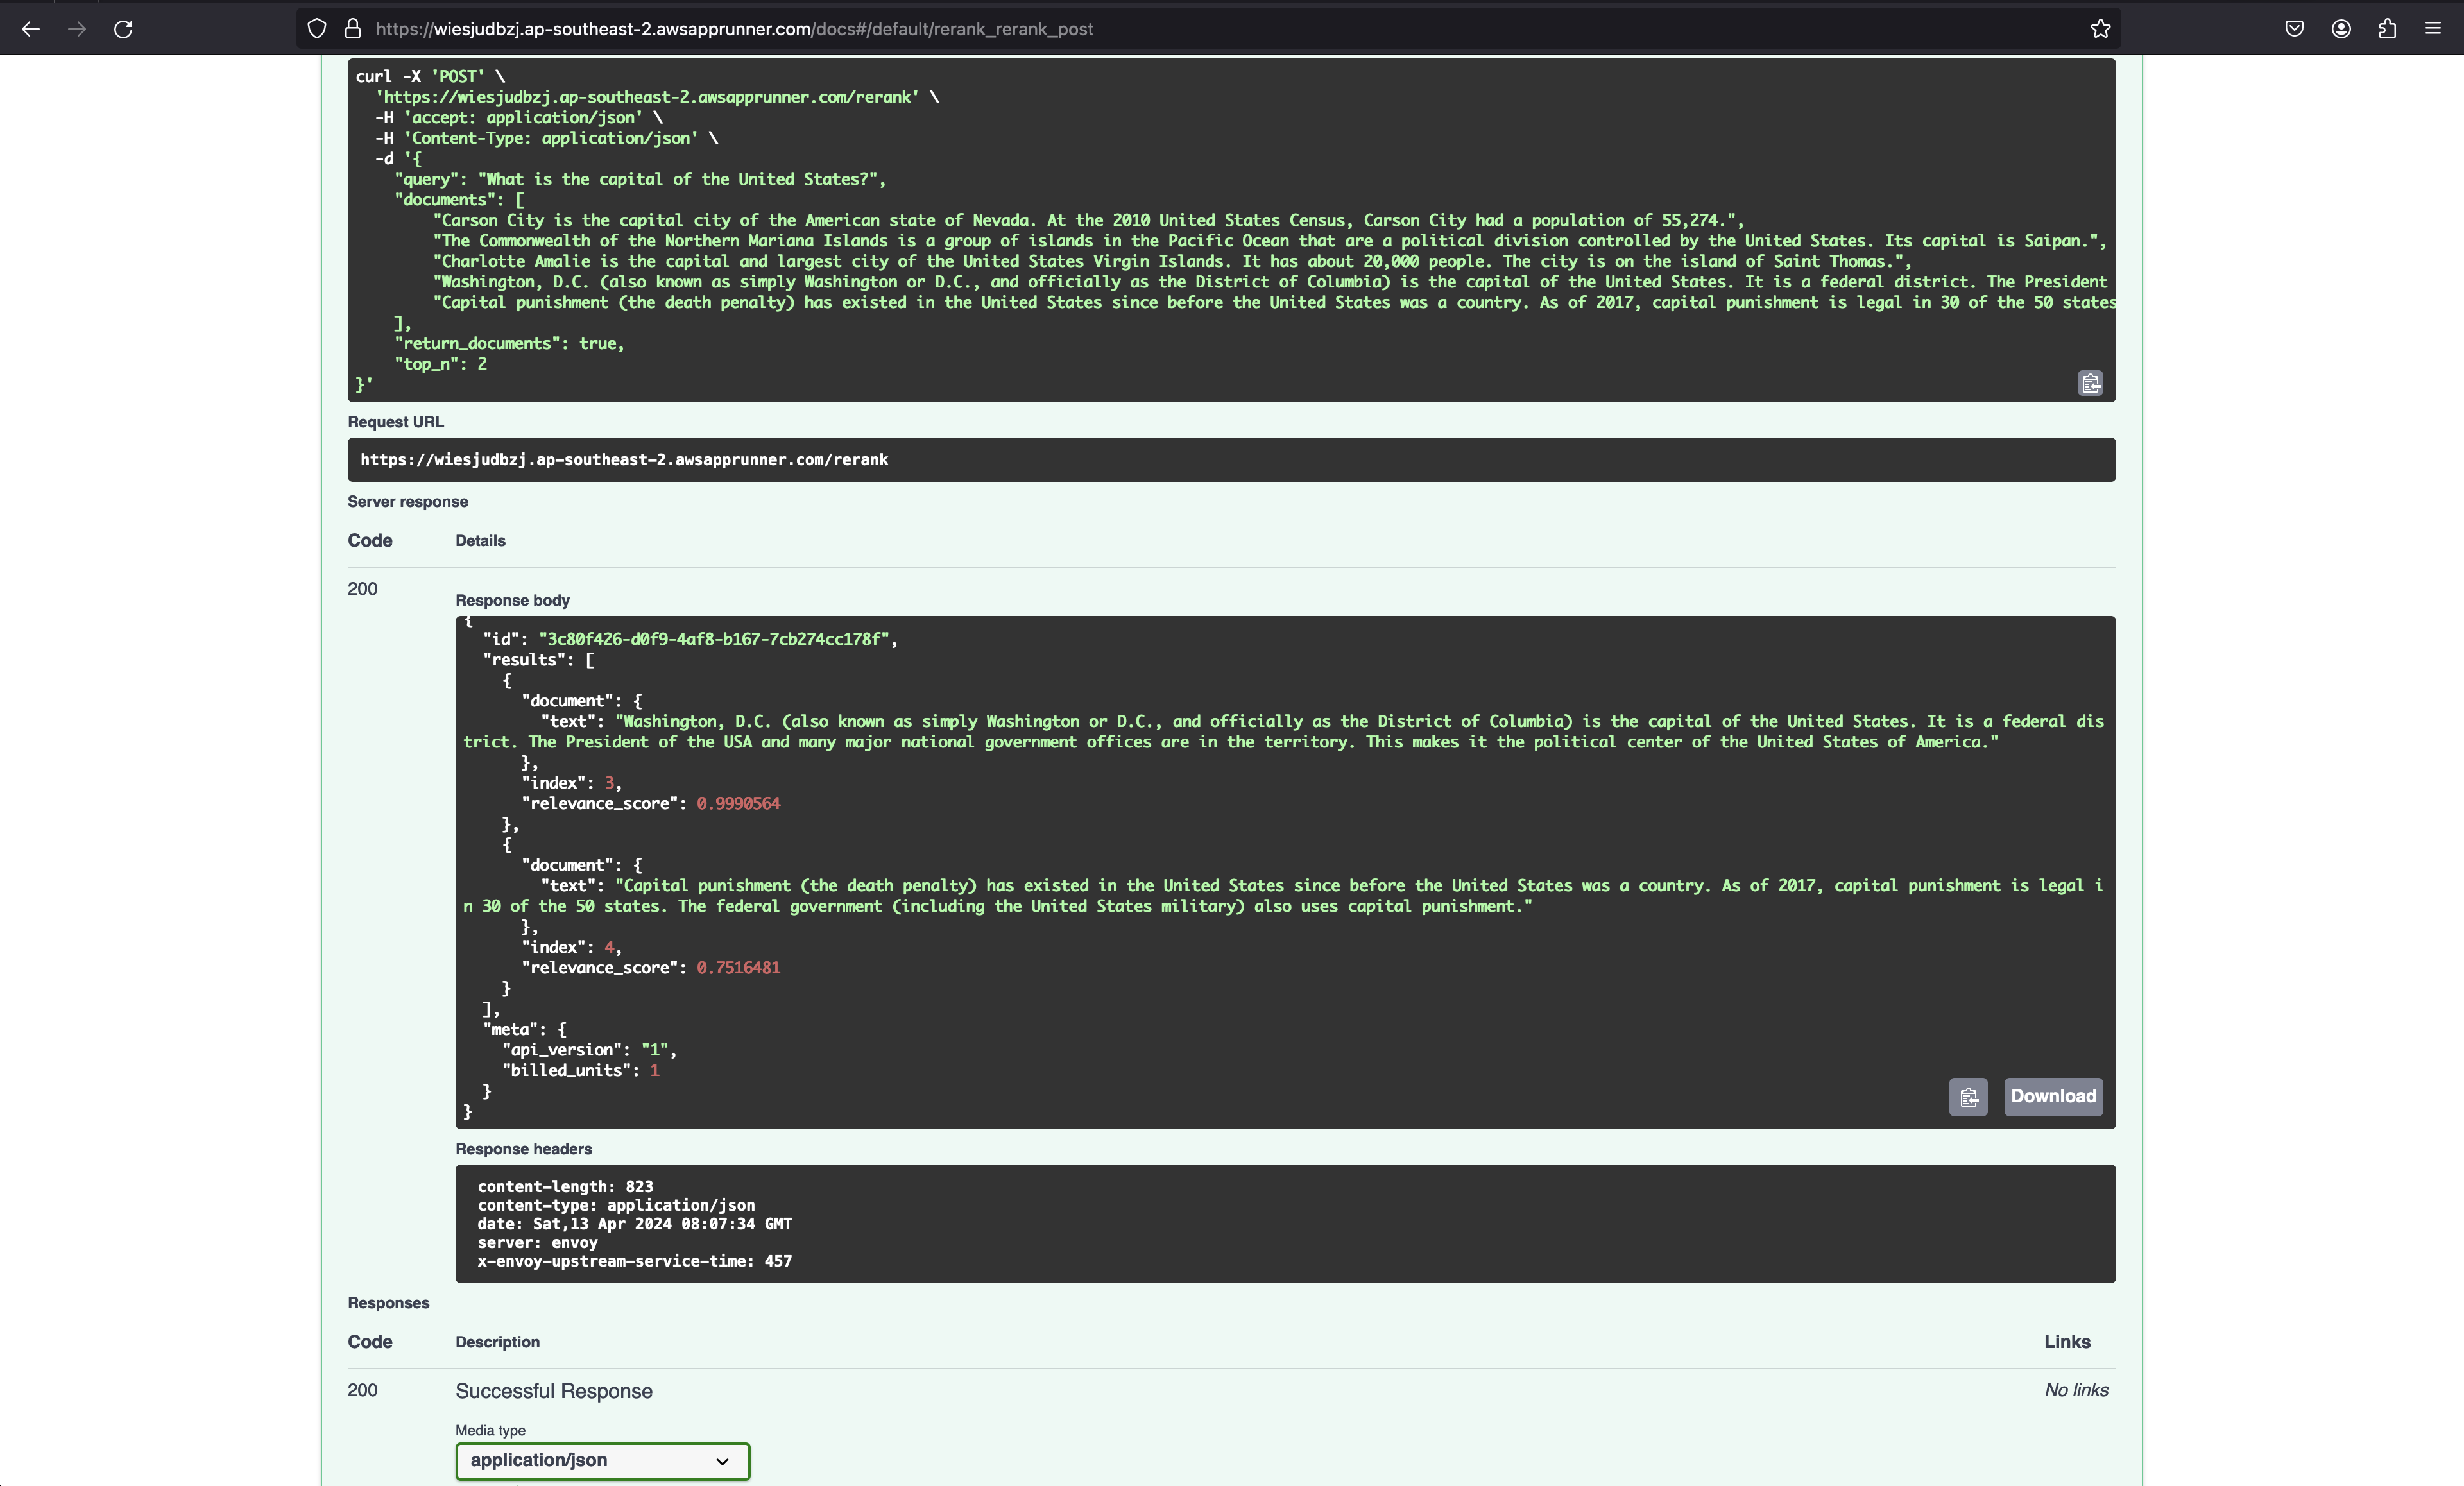 https://wiesjudbzj.ap-southeast-2.awsapprunner.com/docs#/default/rerank_rerank_post
curl -X 'POST' \
  'https://wiesjudbzj.ap-southeast-2.awsapprunner.com/rerank' \
  -H 'accept: application/json' \
  -H 'Content-Type: application/json' \
  -d '{
    "query": "What is the capital of the United States?",
    "documents": [
        "Carson City is the capital city of the American state of Nevada. At the 2010 United States Census, Carson City had a population of 55,274.",
        "The Commonwealth of the Northern Mariana Islands is a group of islands in the Pacific Ocean that are a political division controlled by the United States. Its capital is Saipan.",
        "Charlotte Amalie is the capital and largest city of the United States Virgin Islands. It has about 20,000 people. The city is on the island of Saint Thomas.",
        "Washington, D.C. (also known as simply Washington or D.C., and officially as the District of Columbia) is the capital of the United States. It is a federal district. The President
        "Capital punishment (the death penalty) has existed in the United States since before the United States was a country. As of 2017, capital punishment is legal in 30 of the 50 states
    ],
    "return_documents": true,
    "top_n": 2
}'
Request URL
https://wiesjudbzj.ap-southeast-2.awsapprunner.com/rerank
Server response
Code Details
200
Response body
{
  "id": "3c80f426-d0f9-4af8-b167-7cb274cc178f",
  "results": [
    {
      "document": {
        "text": "Washington, D.C. (also known as simply Washington or D.C., and officially as the District of Columbia) is the capital of the United States. It is a federal dis
trict. The President of the USA and many major national government offices are in the territory. This makes it the political center of the United States of America."
      },
      "index": 3,
      "relevance_score": 0.9990564
    },
    {
      "document": {
        "text": "Capital punishment (the death penalty) has existed in the United States since before the United States was a country. As of 2017, capital punishment is legal i
n 30 of the 50 states. The federal government (including the United States military) also uses capital punishment."
      },
      "index": 4,
      "relevance_score": 0.7516481
    }
  ],
  "meta": {
    "api_version": "1",
    "billed_units": 1
  }
}
Download
Response headers
content-length: 823
content-type: application/json
date: Sat,13 Apr 2024 08:07:34 GMT
server: envoy
x-envoy-upstream-service-time: 457
Responses
Code Description Links
200 Successful Response No links
Media type
application/json